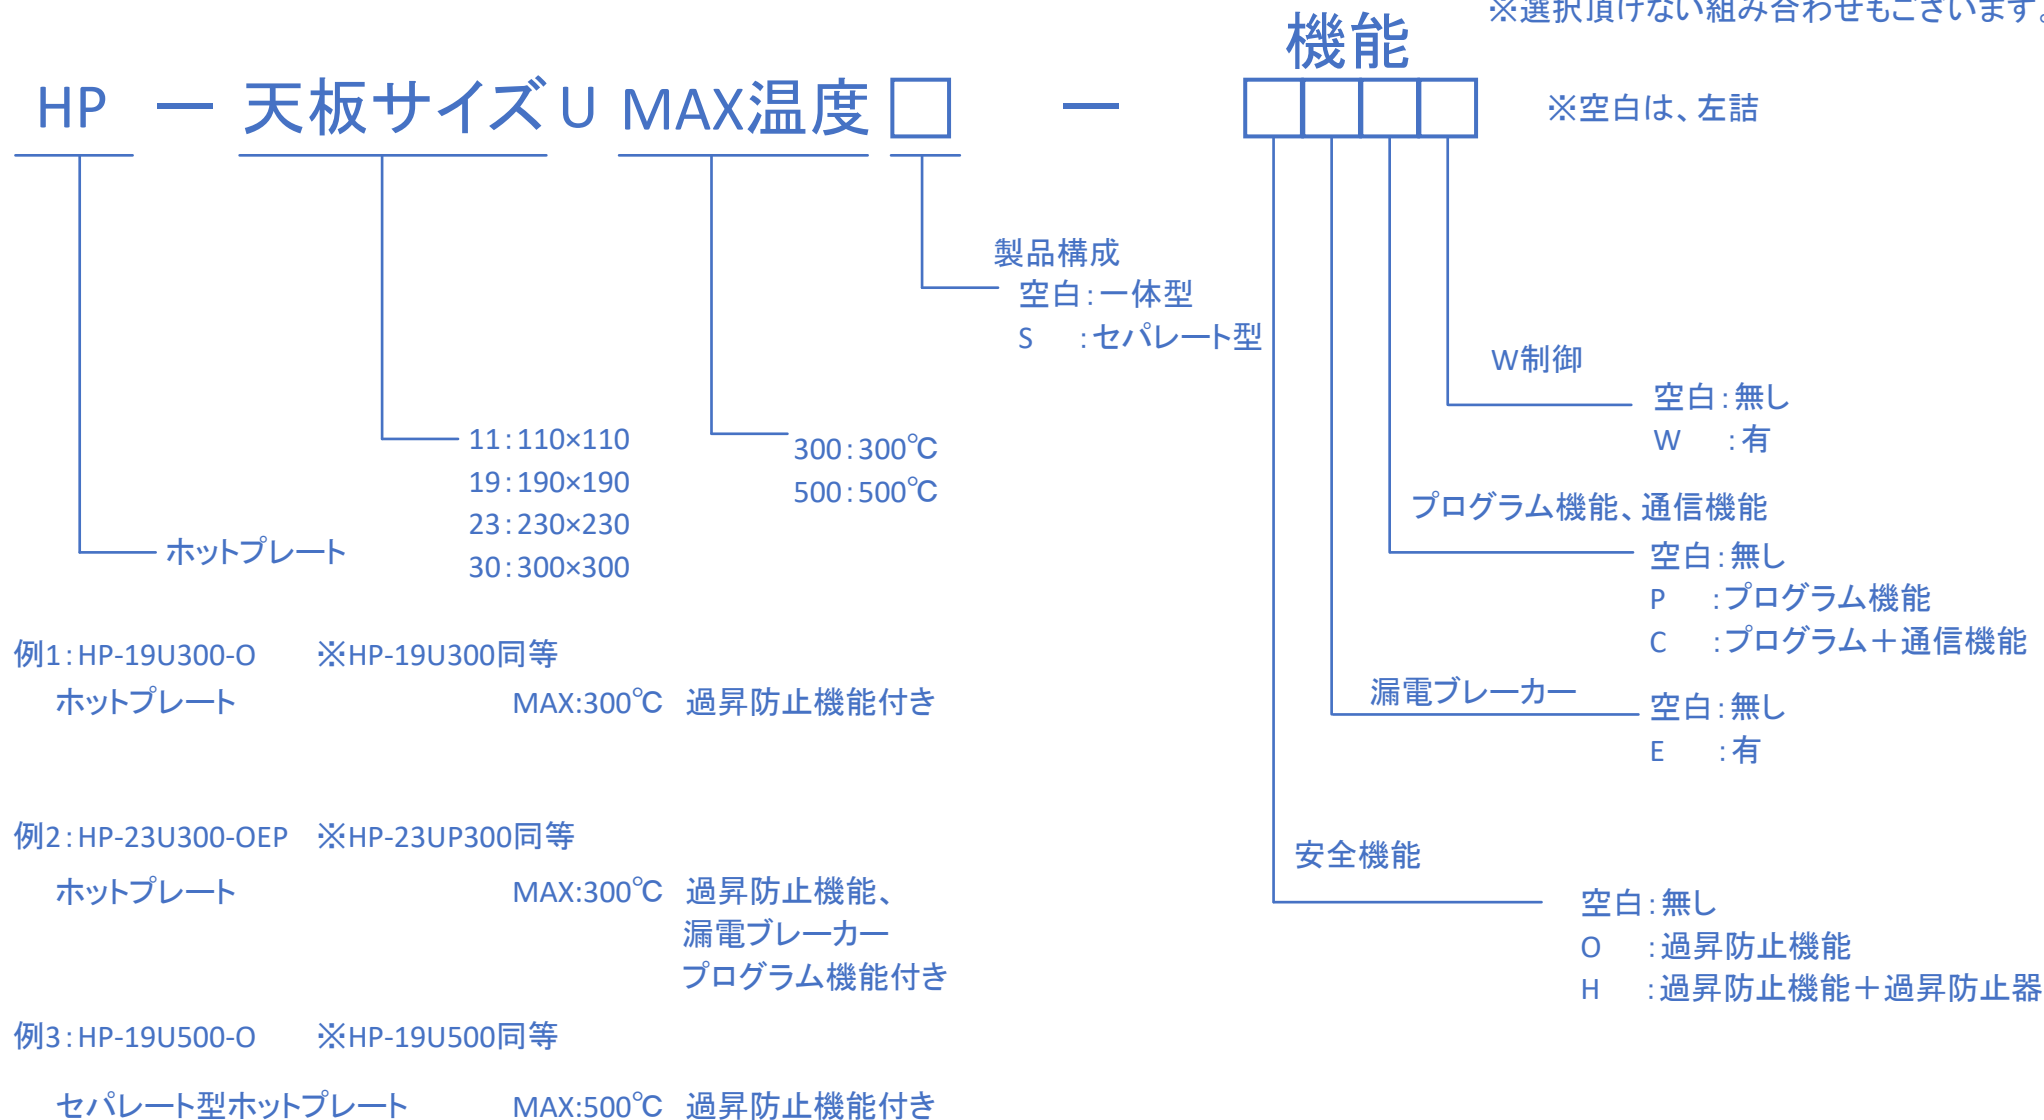 ※選択頂けない組み合わせもございます。
機能
HP － 天板サイズU MAX温度□ － □□□□
※空白は、左詰
製品構成
空白:一体型
S :セパレート型
W制御
空白:無し
W :有
11:110×110
19:190×190
23:230×230
30:300×300
300:300℃
500:500℃
プログラム機能、通信機能
空白:無し
P :プログラム機能
C :プログラム＋通信機能
ホットプレート
漏電ブレーカー
空白:無し
E :有
安全機能
空白:無し
O :過昇防止機能
H :過昇防止機能＋過昇防止器
例1:HP-19U300-O ※HP-19U300同等
ホットプレート MAX:300℃ 過昇防止機能付き
例2:HP-23U300-OEP ※HP-23UP300同等
ホットプレート MAX:300℃ 過昇防止機能、
漏電ブレーカー
プログラム機能付き
例3:HP-19U500-O ※HP-19U500同等
セパレート型ホットプレート MAX:500℃ 過昇防止機能付き